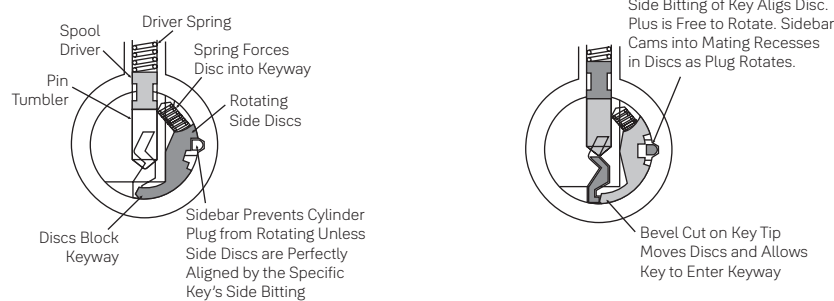 Driver Spring
Spool
Driver
Spring Forces
Disc into Keyway
Pin
Tumbler
Rotating
Side Discs
Sidebar Prevents Cylinder
Plug from Rotating Unless
Side Discs are Perfectly
Aligned by the Specific
Key's Side Bitting
Discs Block
Keyway
Side Bitting of Key Aligs Disc.
Plus is Free to Rotate. Sidebar
Cams into Mating Recesses
in Discs as Plug Rotates.
Bevel Cut on Key Tip
Moves Discs and Allows
Key to Enter Keyway